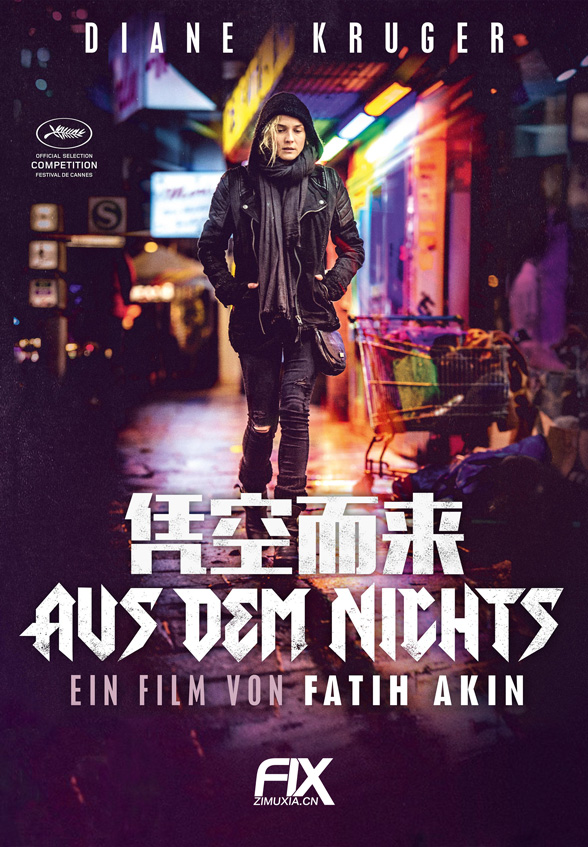 DIANE KRUGER
OFFICIAL SELECTION
COMPETITION
FESTIVAL DE CANNES
S
凭空而来
AUS DEM NICHTS
EIN FILM VON FATIH AKIN
FIX
ZIMUXIA.CN